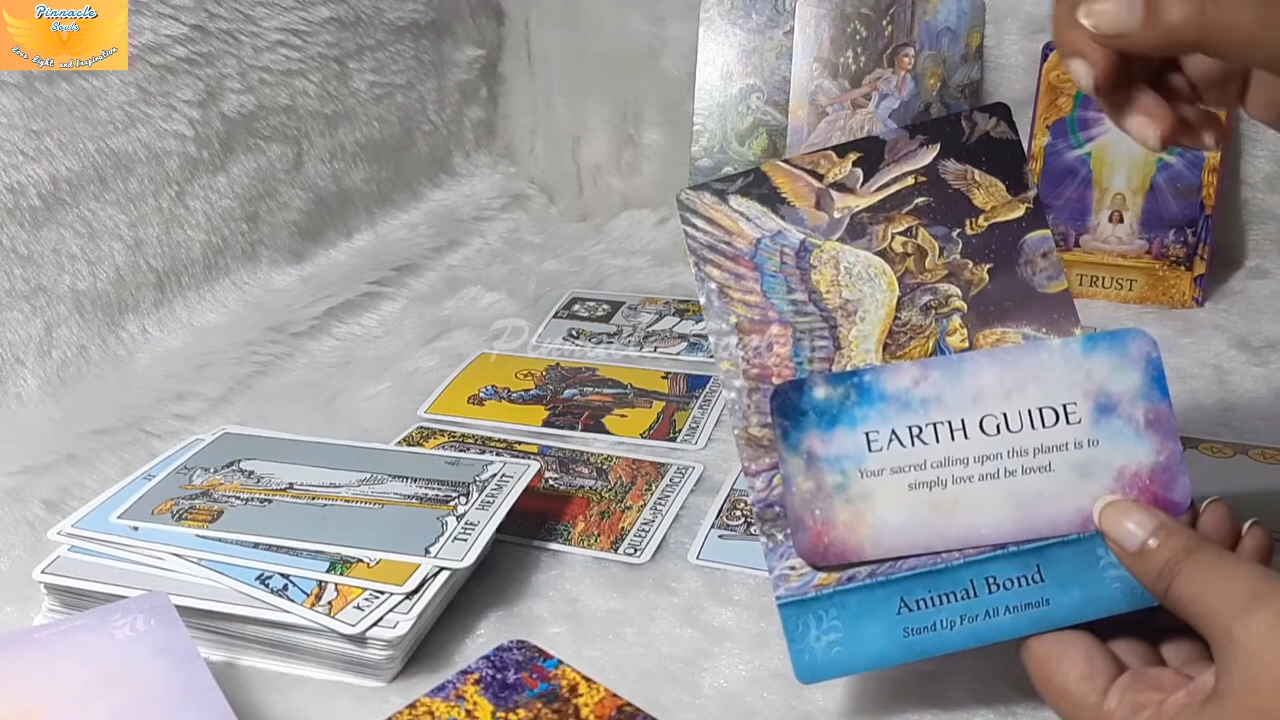 Pinnacle
Souls
Love light and Inspiration
TRUST
EARTH GUIDE
Your sacred calling upon this planet is to
simply love and be loved.
Animal Bond
Stand Up For All Animals
THE HERMIT.
QUEEN of PENTACLES
KNIGHT of PENTACLES